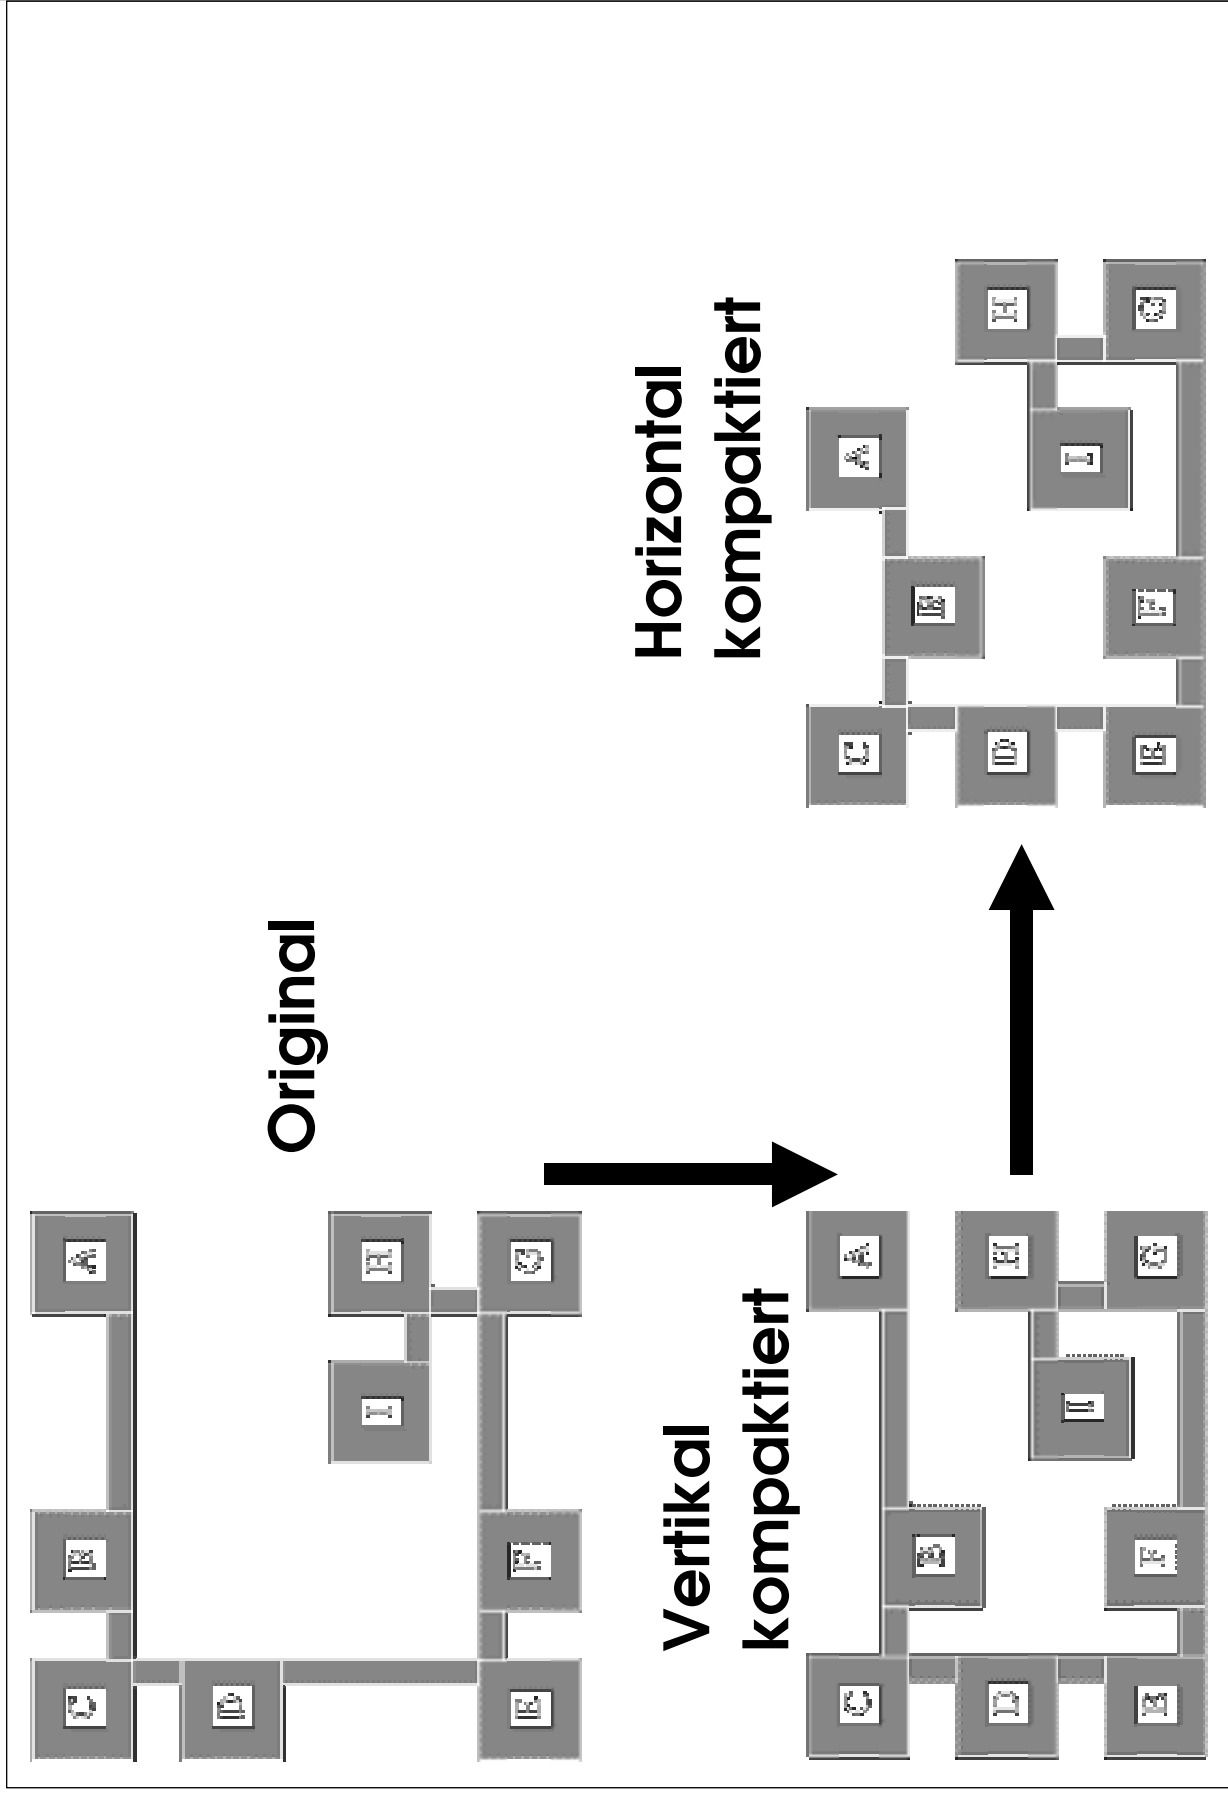 C B A
D
Original
I H
E F G
Vertikal
kompaktiert
C A
B
D H
I
E F G
Horizontal
kompaktiert
C A
B
D H
I
E F G